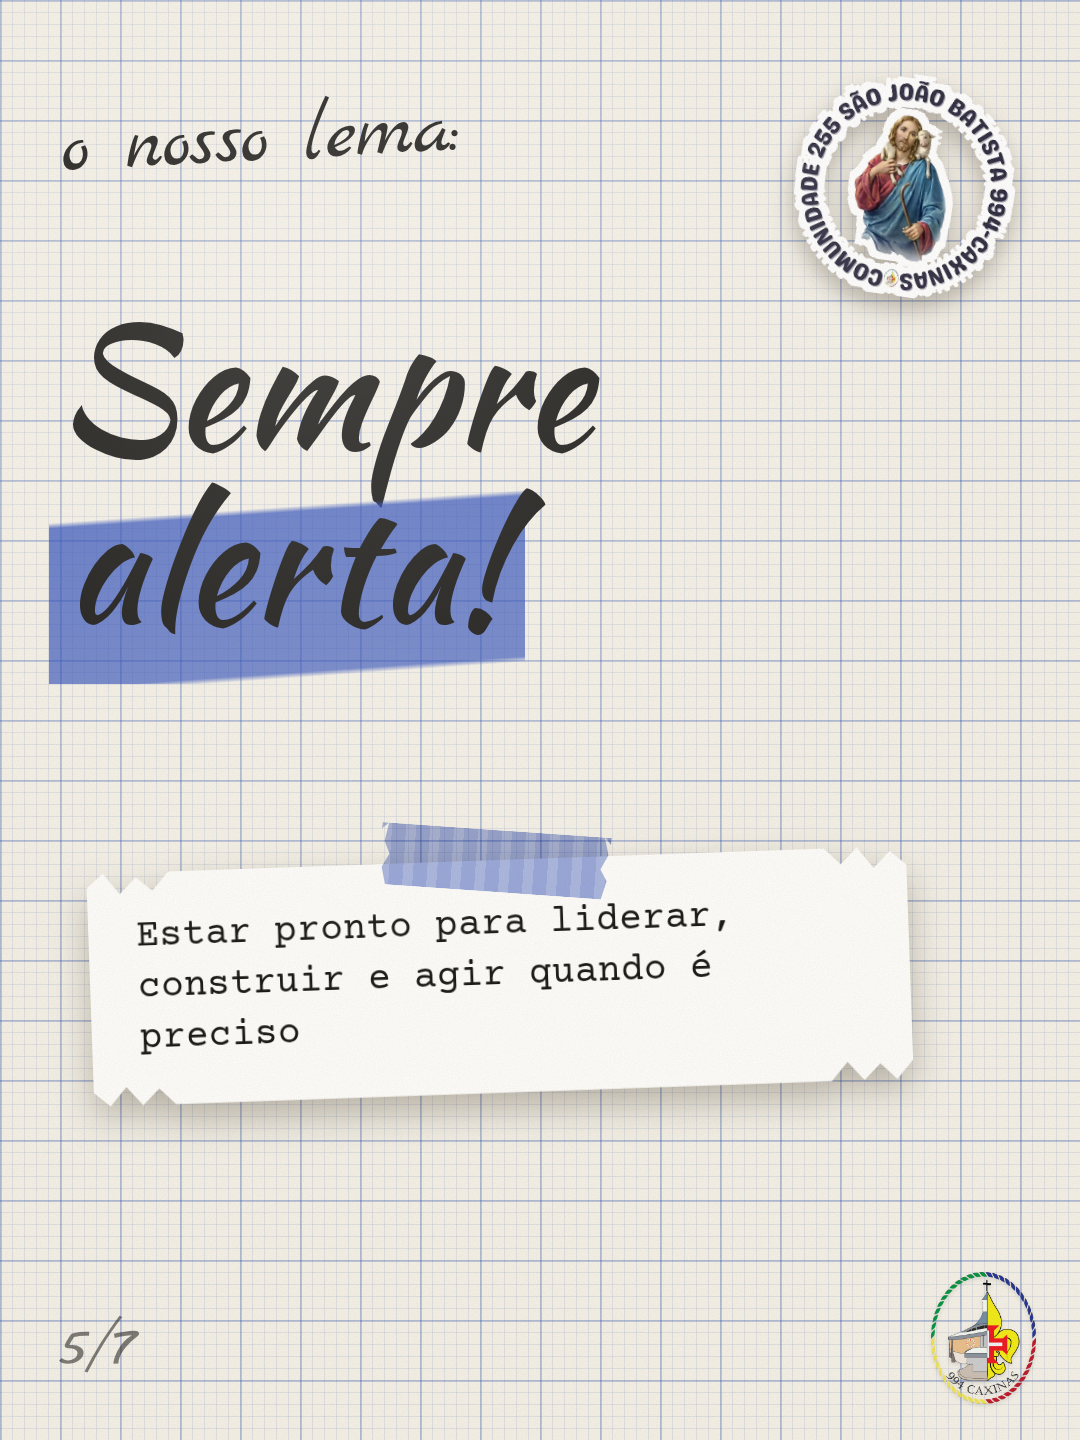 o nosso lema:
COMUNIDADE 255 SÃO JOÃO BATISTA 994-CAXINAS
Sempre
alerta!
Estar pronto para liderar,
construir e agir quando é
preciso
5/7
994 CAXINAS